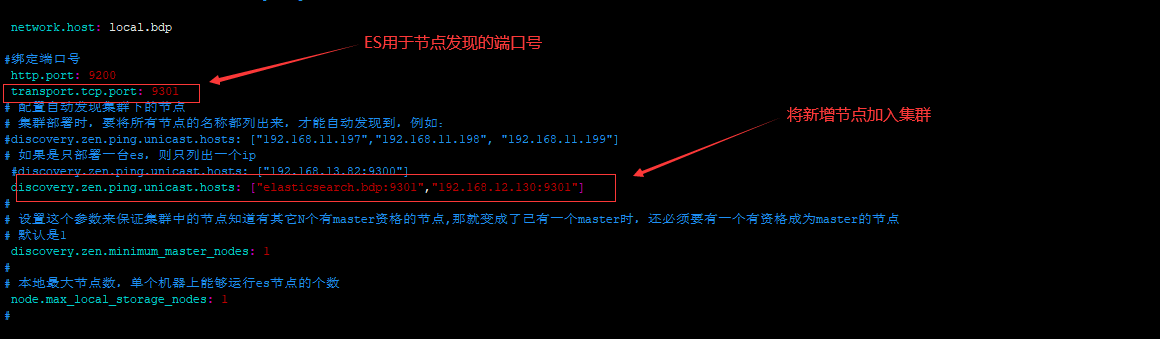 network.host: local.bdp
ES用于节点发现的端口号
#绑定端口号
http.port: 9200
transport.tcp.port: 9301
# 配置自动发现集群下的节点
将新增节点加入集群
# 集群部署时，要将所有节点的名称都列出来，才能自动发现到，例如：
#discovery.zen.ping.unicast.hosts: ["192.168.11.197","192.168.11.198", "192.168.11.199"]
# 如果是只部署一台es，则只列出一个ip
#discovery.zen.ping.unicast.hosts: ["192.168.13.82:9300"]
discovery.zen.ping.unicast.hosts: ["elasticsearch.bdp:9301","192.168.12.130:9301"]
#
# 设置这个参数来保证集群中的节点知道有其它N个有master资格的节点,那就变成了已有一个master时，还必须要有一个有资格成为master的节点
# 默认是1
discovery.zen.minimum_master_nodes: 1
#
# 本地最大节点数，单个机器上能够运行es节点的个数
node.max_local_storage_nodes: 1
#